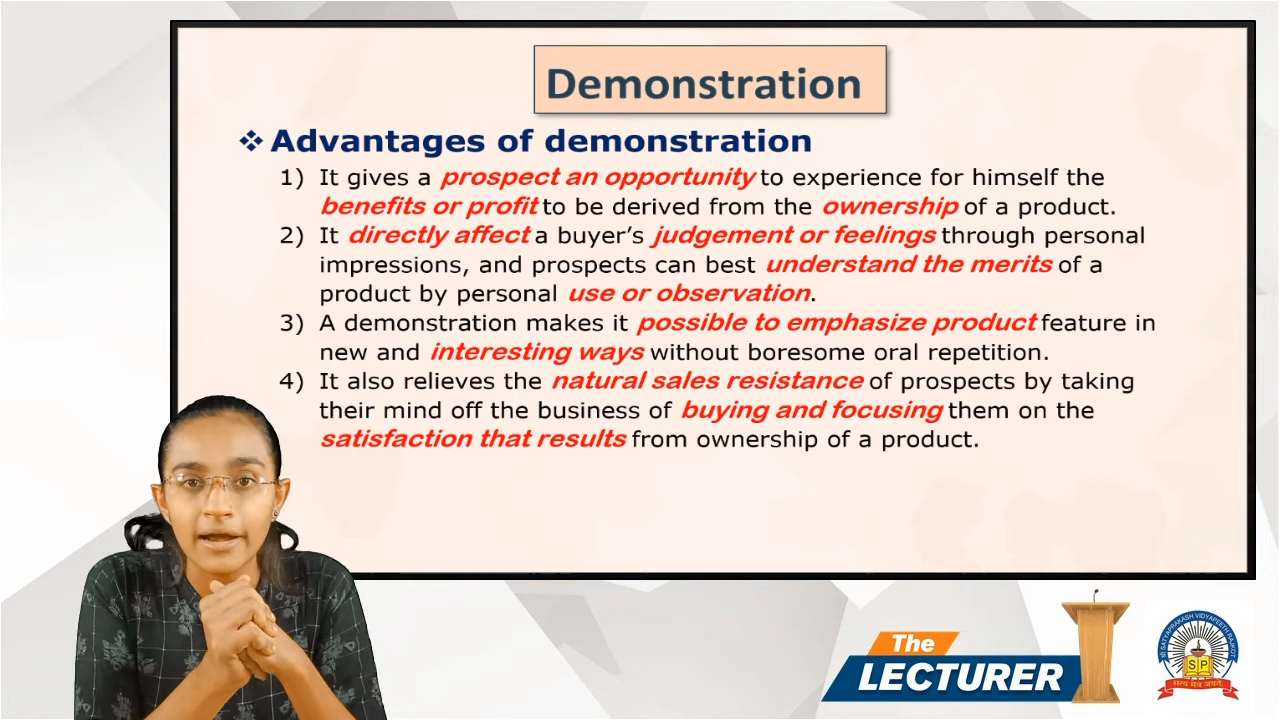 Demonstration
❖ Advantages of demonstration
1) It gives a prospect an opportunity to experience for himself the
benefits or profit to be derived from the ownership of a product.
2) It directly affect a buyer’s judgement or feelings through personal
impressions, and prospects can best understand the merits of a
product by personal use or observation.
3) A demonstration makes it possible to emphasize product feature in
new and interesting ways without boresome oral repetition.
4) It also relieves the natural sales resistance of prospects by taking
their mind off the business of buying and focusing them on the
satisfaction that results from ownership of a product.
The
LECTURER
SATYAPRAKASH VIDYAPEETH RAJKOT
S P
सत्य मेव जयते